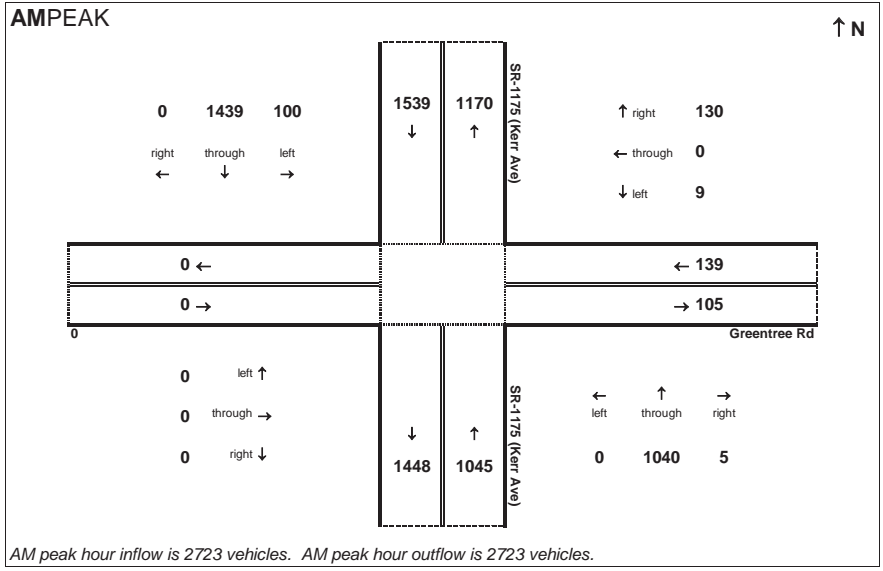 AMPEAK
↑ N
0 1439 100
right through left
← ↓ →
1539 1170
↓ ↑
SR-1175 (Kerr Ave)
↑ right 130
← through 0
↓ left 9
0 ←
← 139
0 →
→ 105
0
Greentree Rd
0 left ↑
0 through →
0 right ↓
↓ ↑
1448 1045
SR-1175 (Kerr Ave)
← ↑ →
left through right
0 1040 5
AM peak hour inflow is 2723 vehicles. AM peak hour outflow is 2723 vehicles.